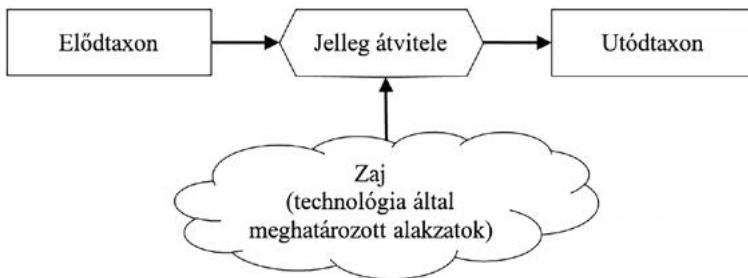 Elődtaxon
Jelleg átvitele
Utódtaxon
Zaj
(technológia által
meghatározott alakzatok)